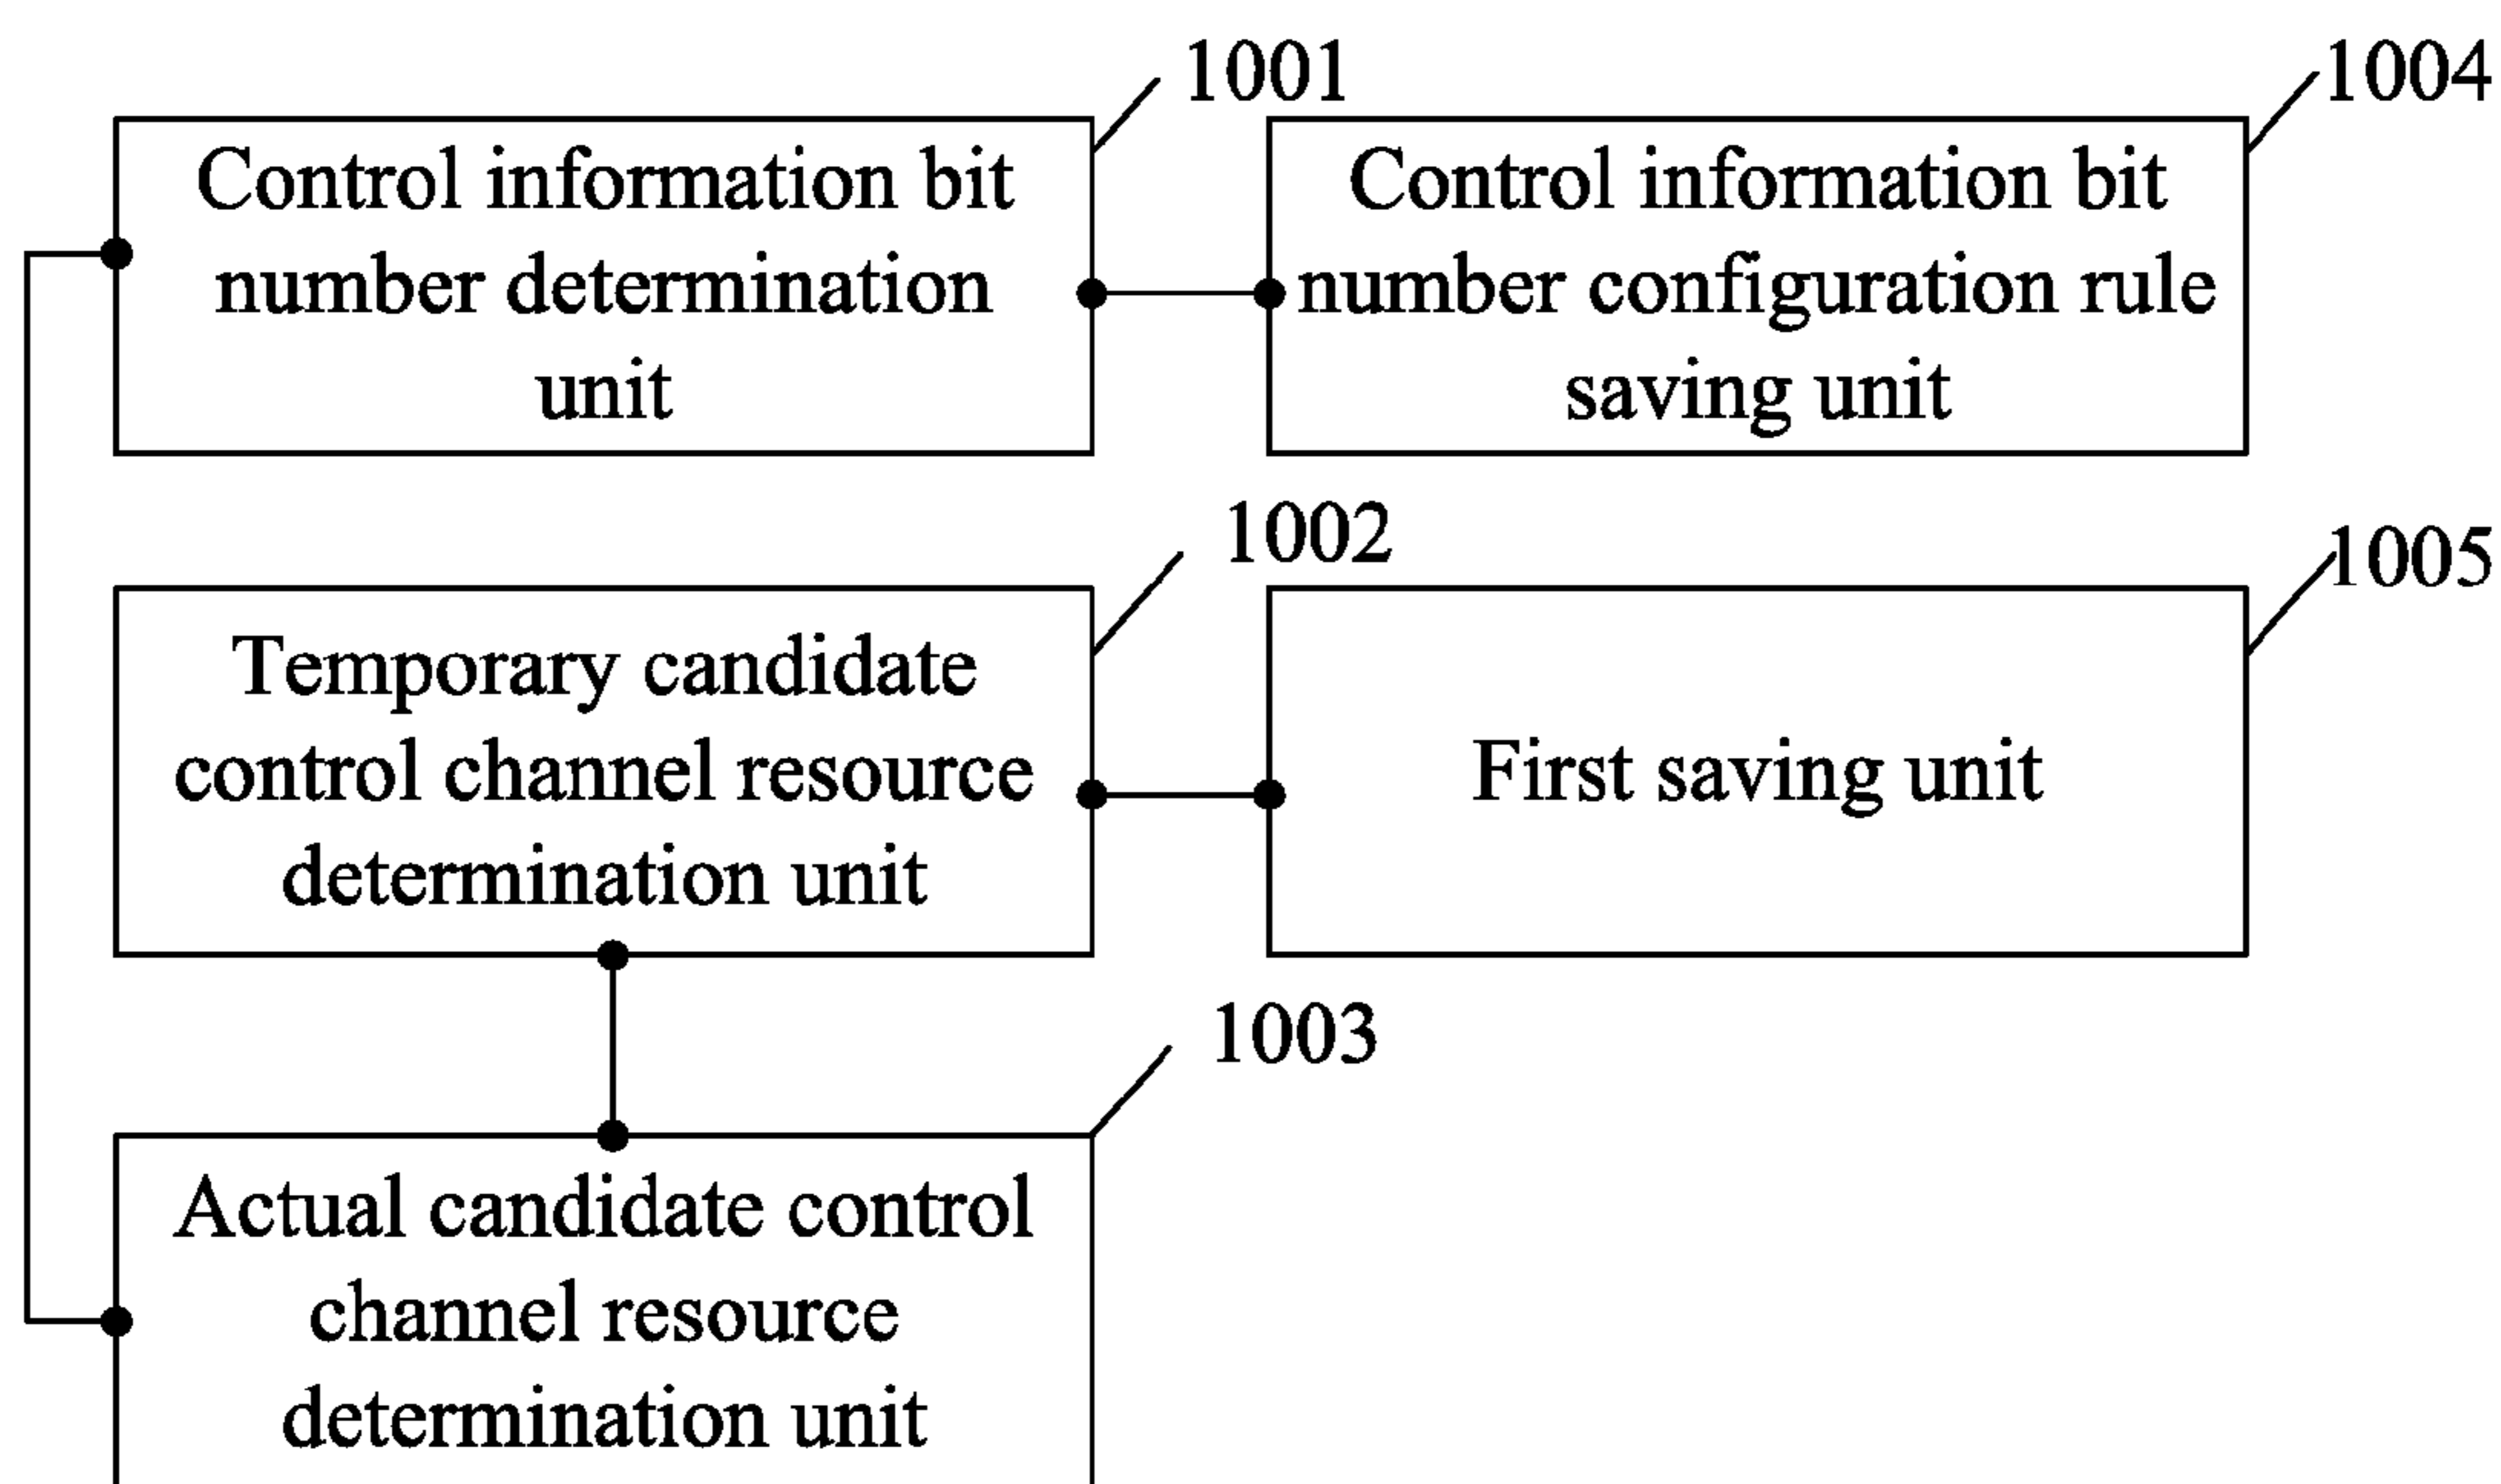 1001
1004
Control information bit
number determination
unit
Control information bit
number configuration rule
saving unit
1002
1005
Temporary candidate
control channel resource
determination unit
First saving unit
1003
Actual candidate control
channel resource
determination unit